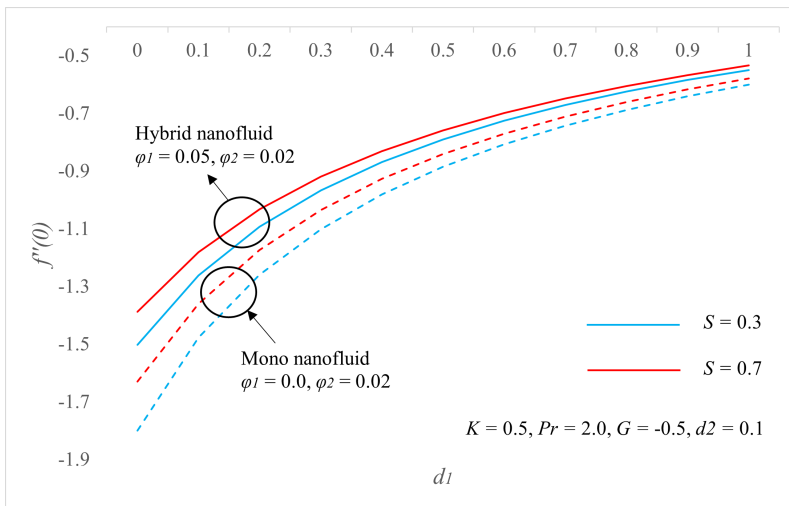 0 0.1 0.2 0.3 0.4 0.5 0.6 0.7 0.8 0.9 1
-0.5
-0.7
-0.9
-1.1
-1.3
-1.5
-1.7
-1.9
f''(0)
Hybrid nanofluid
φ1 = 0.05, φ2 = 0.02
Mono nanofluid
φ1 = 0.0, φ2 = 0.02
S = 0.3
S = 0.7
K = 0.5, Pr = 2.0, G = -0.5, d2 = 0.1
d1